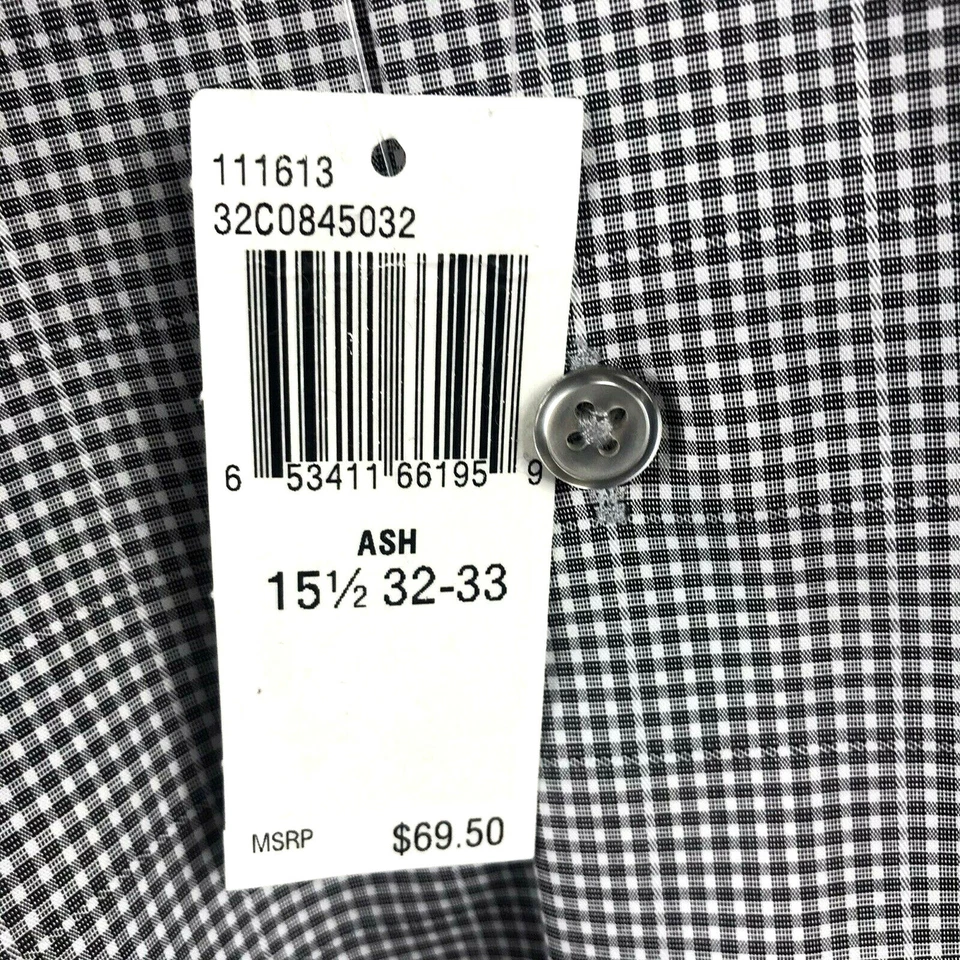 111613
32C0845032
6 53411 66195 9
ASH
15½ 32-33
MSRP $69.50